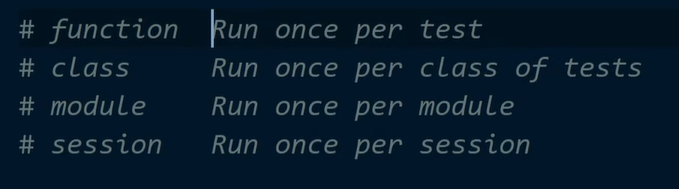 # function  Run once per test
# class     Run once per class of tests
# module    Run once per module
# session   Run once per session